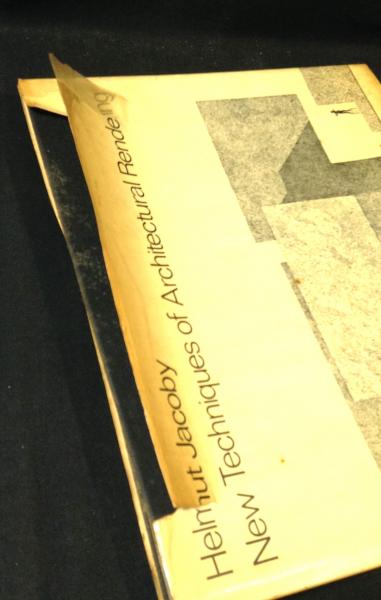 Helmut Jacoby
New Techniques of Architectural Rendering